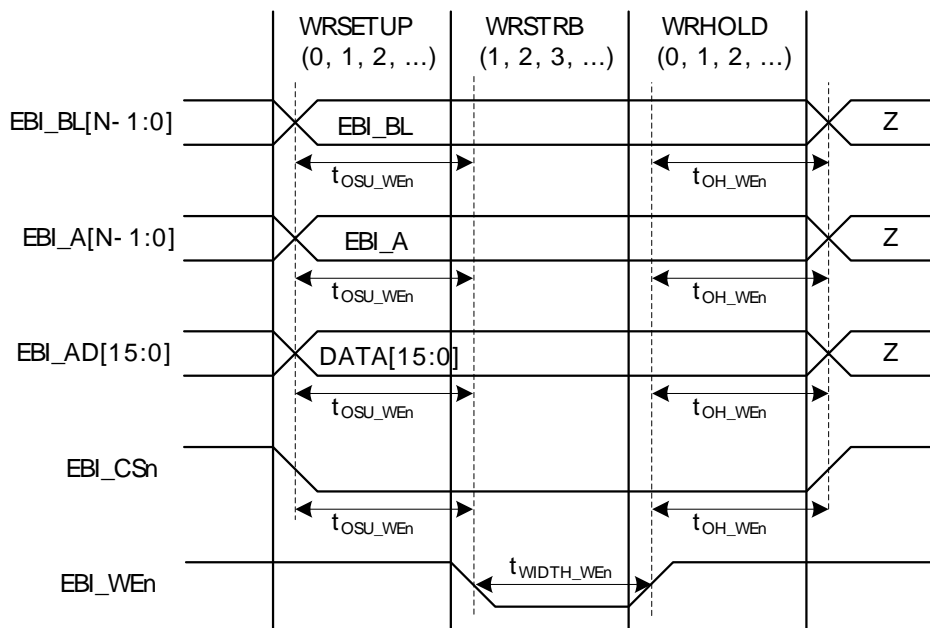 WRSETUP WRSTRB WRHOLD
(0, 1, 2, ...) (1, 2, 3, ...) (0, 1, 2, ...)
EBI_BL[N-1:0] EBI_BL Z
tOSU_WEn tOH_WEn
EBI_A[N-1:0] EBI_A Z
tOSU_WEn tOH_WEn
EBI_AD[15:0] DATA[15:0] Z
tOSU_WEn tOH_WEn
EBI_CSn
tOSU_WEn tOH_WEn
EBI_WEn tWIDTH_WEn